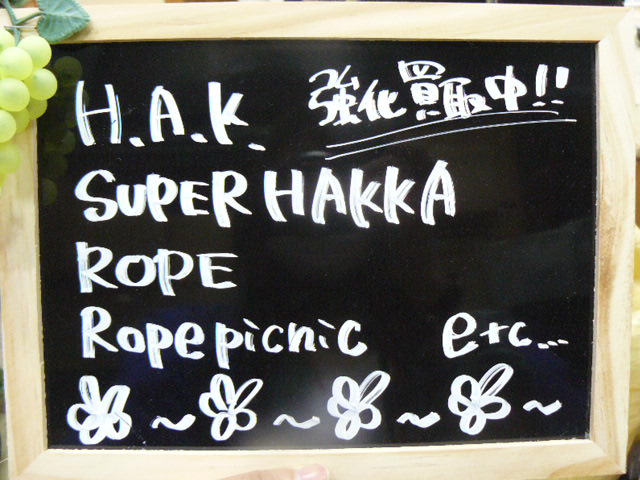 H.A.K. 強化買取中!!
SUPER HAKKA
ROPE
Rope picnic etc...